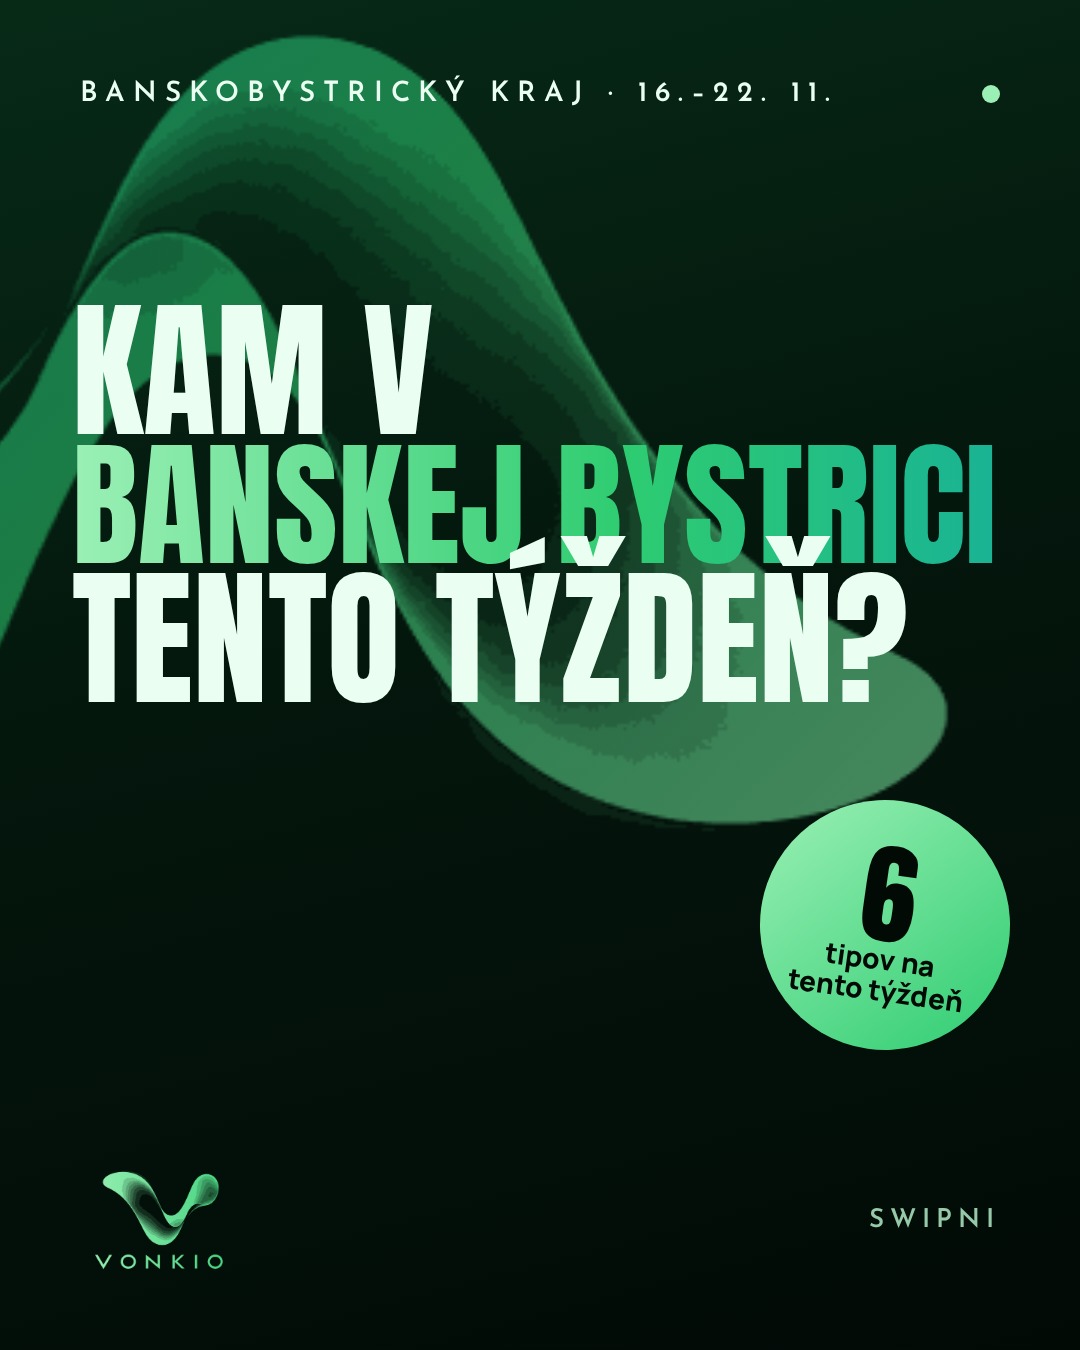 BANSKOBYSTRICKÝ KRAJ · 16.–22. 11.
KAM V
BANSKEJ BYSTRICI
TENTO TÝŽDEŇ?
6
tipov na
tento týždeň
VONKIO
SWIPNI